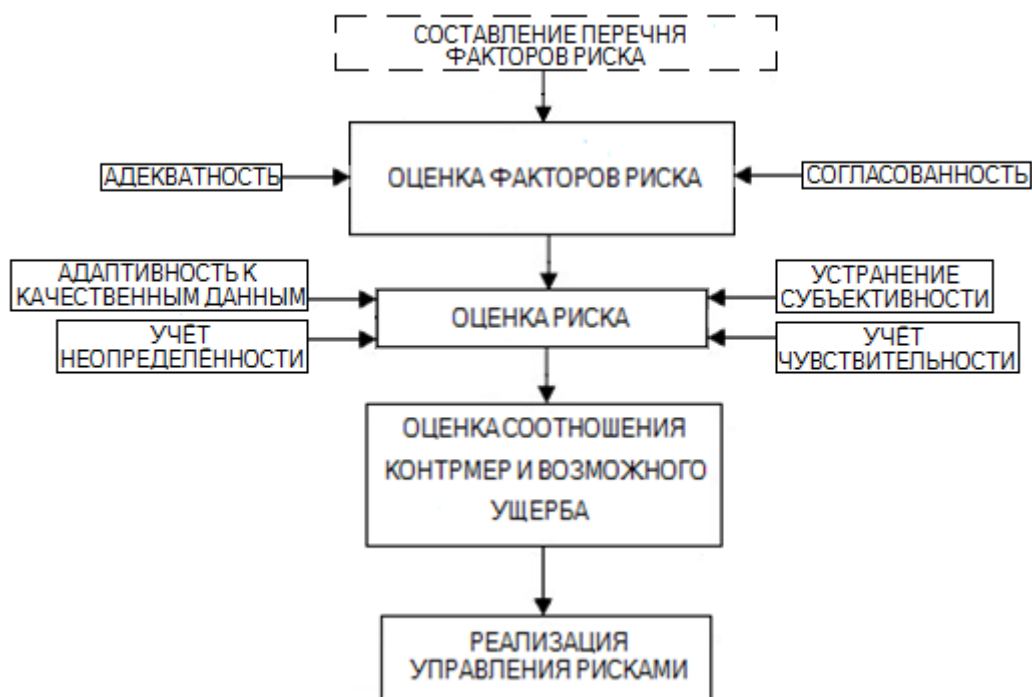 СОСТАВЛЕНИЕ ПЕРЕЧНЯ
ФАКТОРОВ РИСКА
ОЦЕНКА ФАКТОРОВ РИСКА
АДЕКВАТНОСТЬ
СОГЛАСОВАННОСТЬ
АДАПТИВНОСТЬ К
КАЧЕСТВЕННЫМ ДАННЫМ
УЧЁТ
НЕОПРЕДЕЛЁННОСТИ
ОЦЕНКА РИСКА
УСТРАНЕНИЕ
СУБЪЕКТИВНОСТИ
УЧЁТ
ЧУВСТВИТЕЛЬНОСТИ
ОЦЕНКА СООТНОШЕНИЯ
КОНТРМЕР И ВОЗМОЖНОГО
УЩЕРБА
РЕАЛИЗАЦИЯ
УПРАВЛЕНИЯ РИСКАМИ